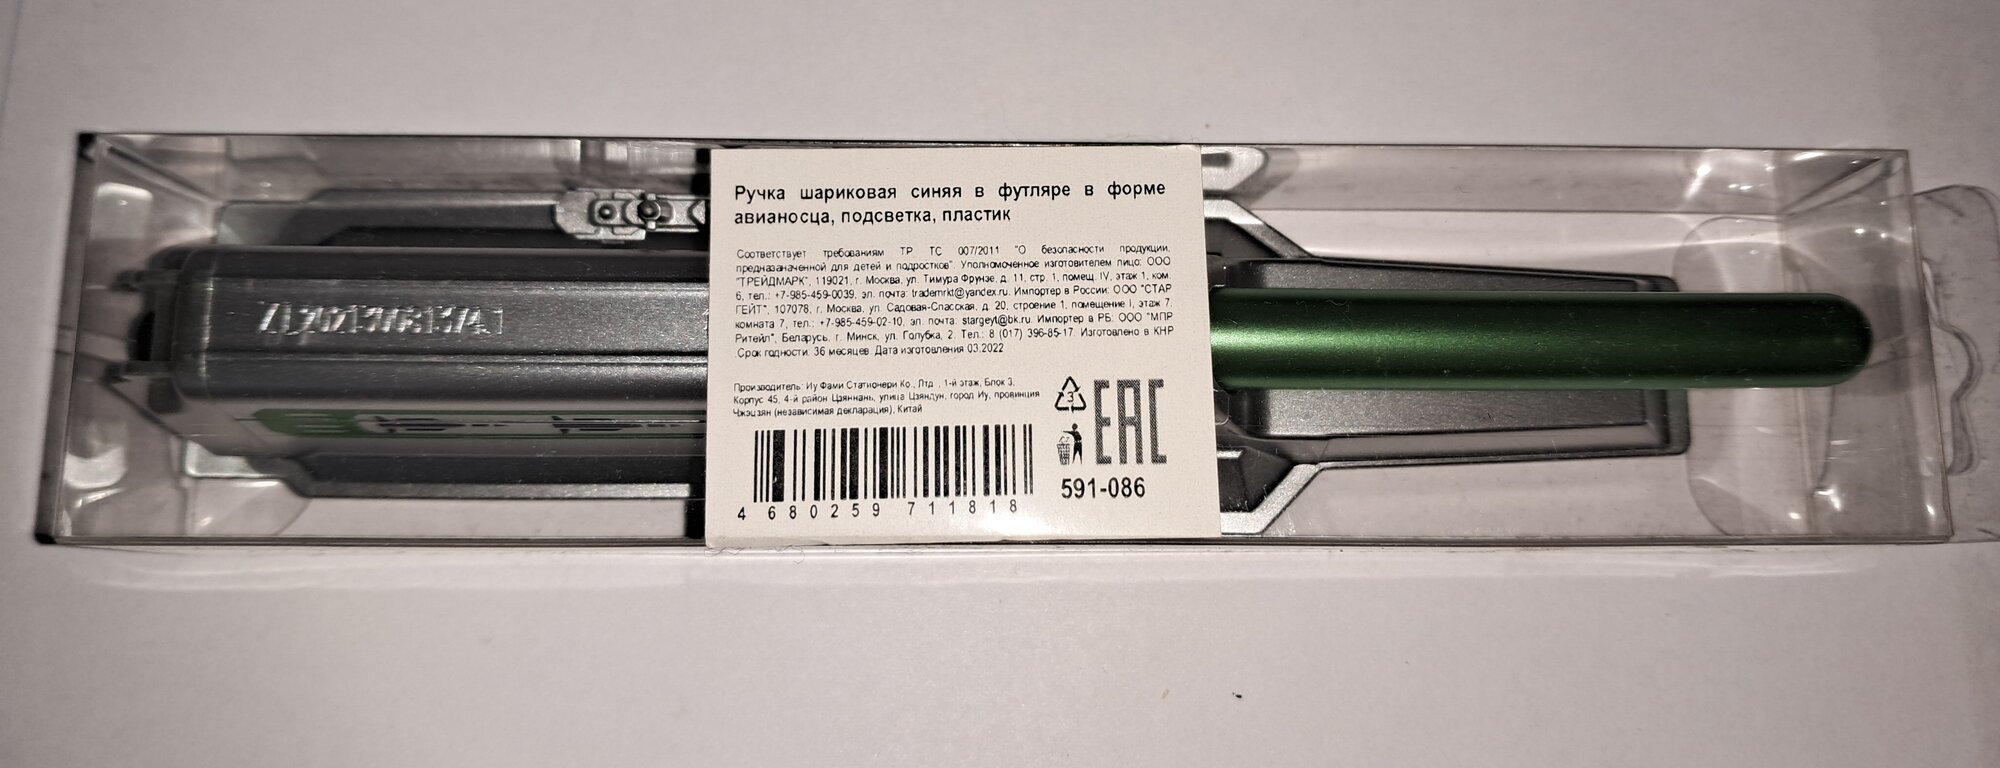 Ручка шариковая синяя в футляре в форме
авианосца, подсветка, пластик
Соответствует требованиям ТР ТС 007/2011 "О безопасности продукции,
предназначенной для детей и подростков". Уполномоченное изготовителем лицо: ООО
"ТРЕЙДМАРК", 119021, г. Москва, ул. Тимура Фрунзе, д. 11, стр. 1, помещ. IV, этаж 1, ком.
6, тел.: +7-985-459-0039, эл. почта: trademrkt@yandex.ru. Импортер в России: ООО "СТАР
ГЕЙТ", 107078, г. Москва, ул. Садовая-Спасская, д. 20, строение 1, помещение I, этаж 7,
комната 7, тел.: +7-985-459-02-10, эл. почта: stargeyt@bk.ru. Импортер в РБ: ООО "МПР
Ритейл", Беларусь, г. Минск, ул. Голубка, 2. Тел.: 8 (017) 396-85-17. Изготовлено в КНР
Срок годности: 36 месяцев. Дата изготовления 03.2022
Производитель: Иу Фами Статионери Ко., Лтд., 1-й этаж, Блок 3,
Корпус 45, 4-й район Цзяннань, улица Цзяндун, город Иу, провинция
Чжэцзян (независимая декларация), Китай
3
EAC
591-086
4 680259 711818